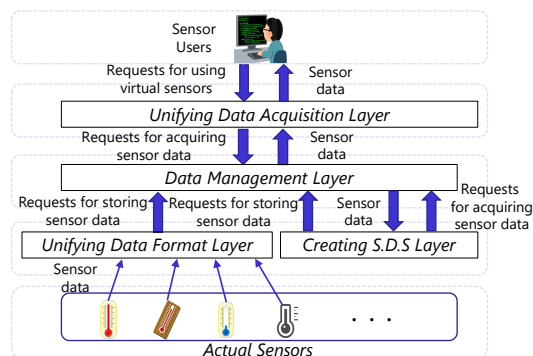 Sensor
Users
Requests for using
virtual sensors
Sensor
data
Unifying Data Acquisition Layer
Requests for acquiring
sensor data
Sensor
data
Data Management Layer
Requests for storing
sensor data
Requests for storing
sensor data
Sensor
data
Requests
for acquiring
sensor data
Unifying Data Format Layer
Creating S.D.S Layer
Sensor
data
. . .
Actual Sensors